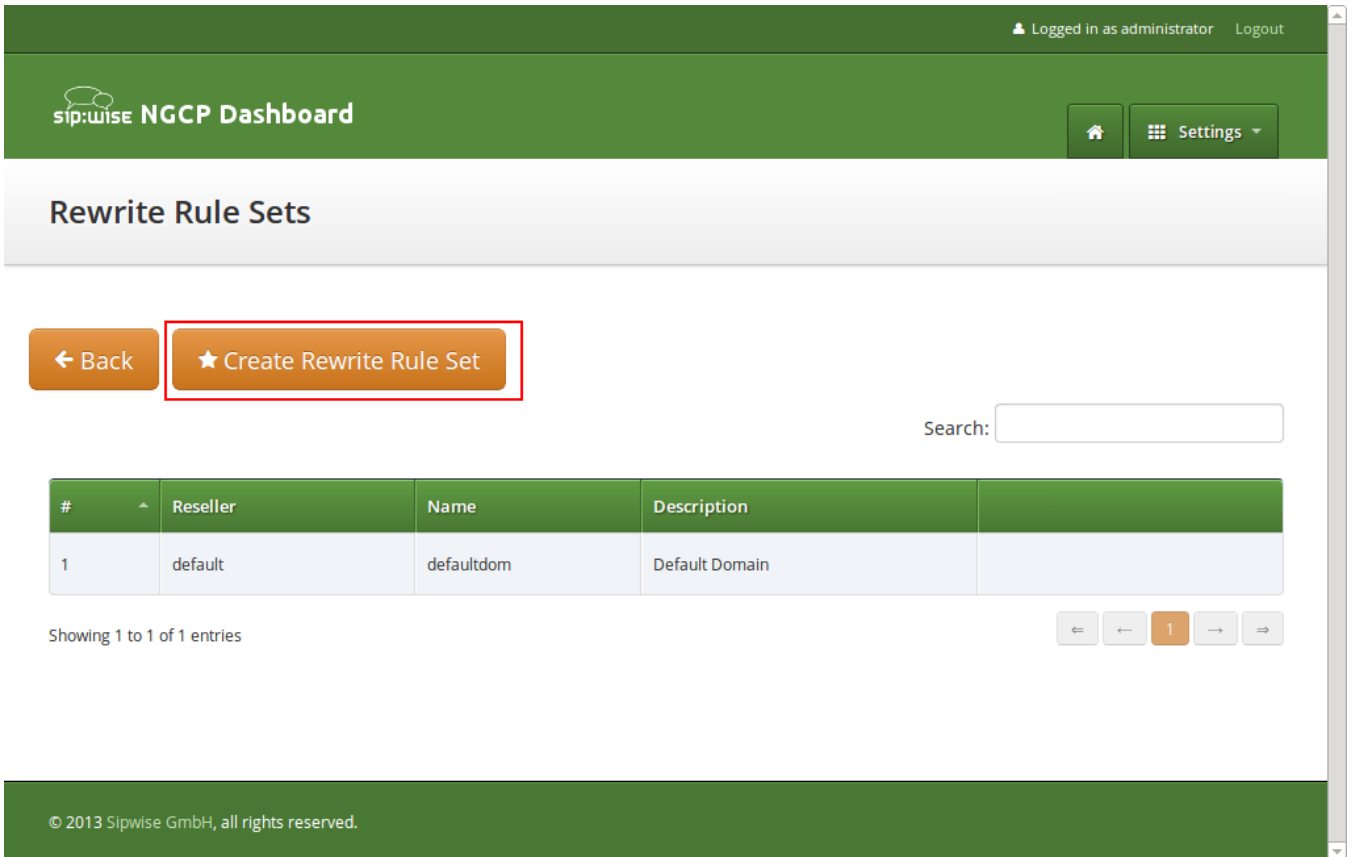 Logged in as administrator Logout
sip:wise NGCP Dashboard
Settings
Rewrite Rule Sets
Back
Create Rewrite Rule Set
Search:
# Reseller Name Description
1 default defaultdom Default Domain
Showing 1 to 1 of 1 entries
⇐ ← 1 → ⇒
© 2013 Sipwise GmbH, all rights reserved.